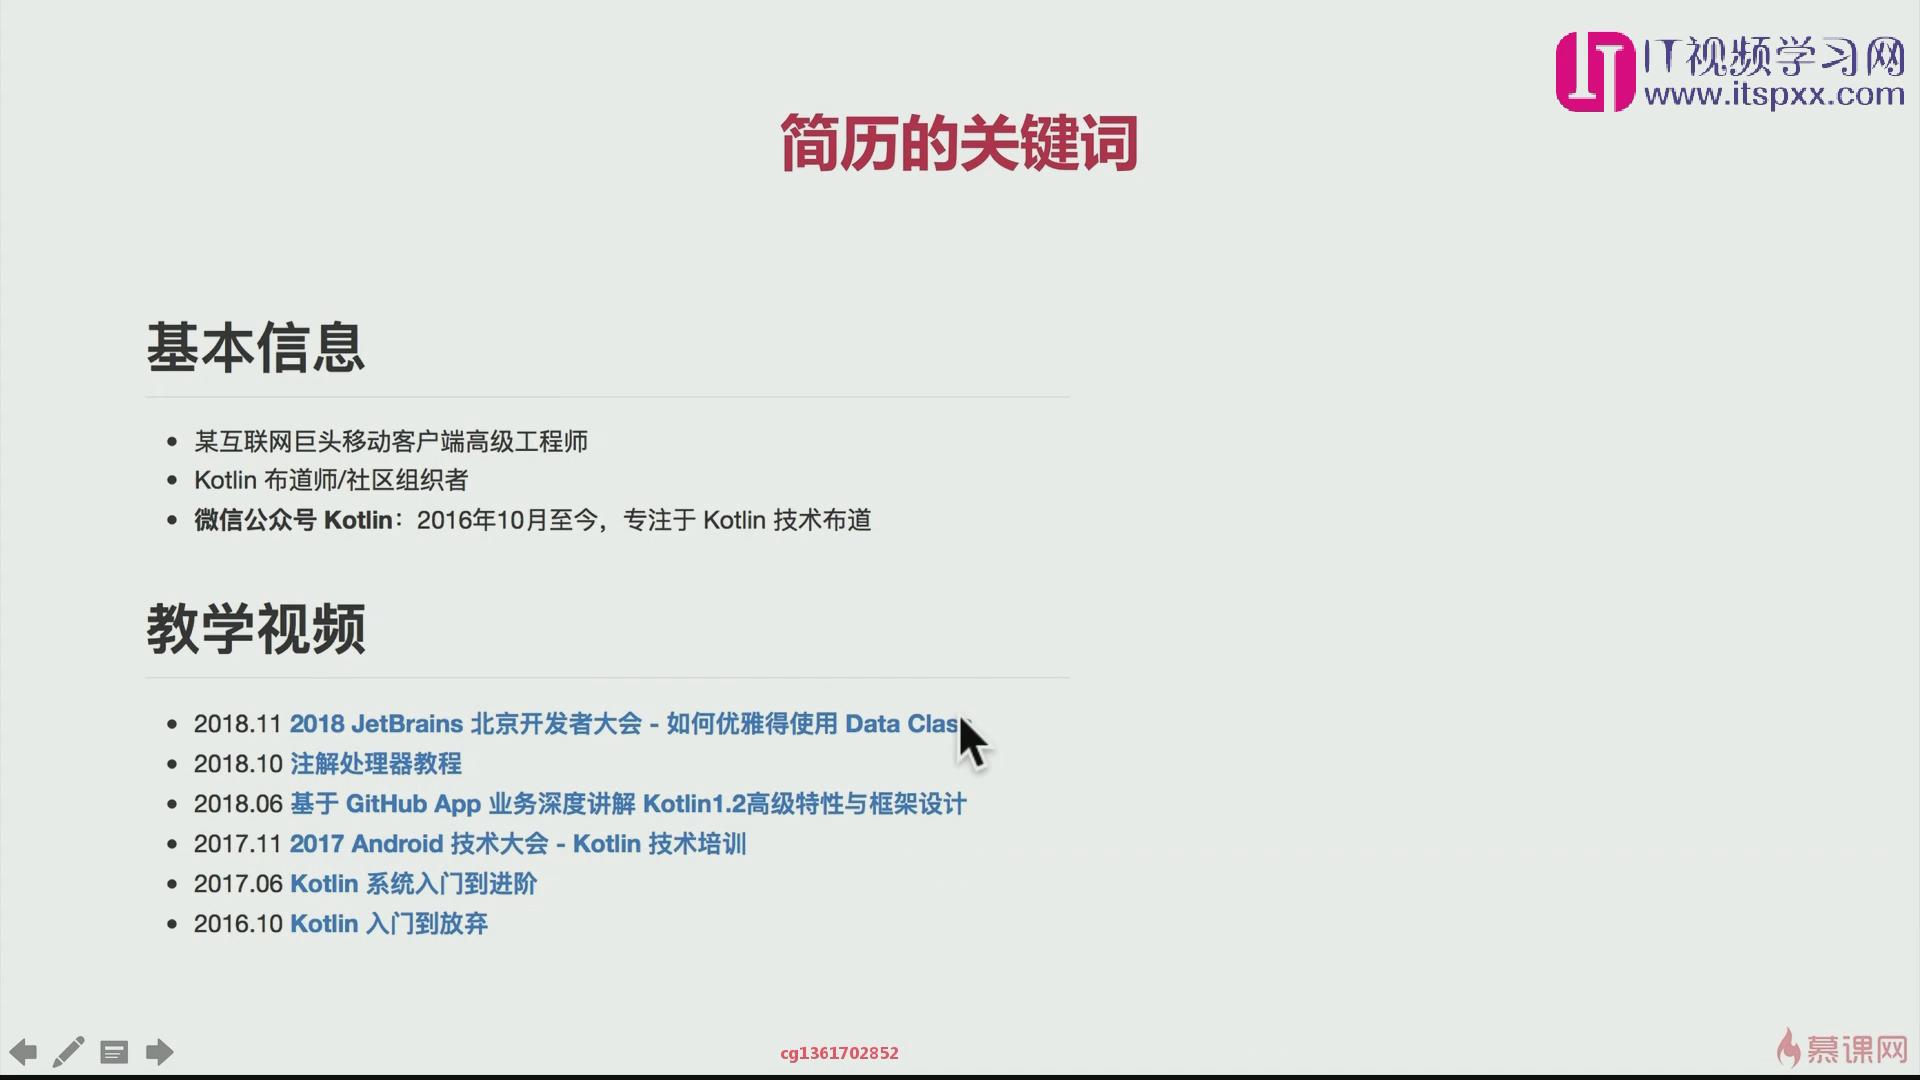 IT视频学习网
www.itspxx.com
简历的关键词
基本信息
某互联网巨头移动客户端高级工程师
Kotlin 布道师/社区组织者
微信公众号 Kotlin：2016年10月至今，专注于 Kotlin 技术布道
教学视频
2018.11 2018 JetBrains 北京开发者大会 - 如何优雅得使用 Data Class
2018.10 注解处理器教程
2018.06 基于 GitHub App 业务深度讲解 Kotlin1.2高级特性与框架设计
2017.11 2017 Android 技术大会 - Kotlin 技术培训
2017.06 Kotlin 系统入门到进阶
2016.10 Kotlin 入门到放弃
cg1361702852
慕课网